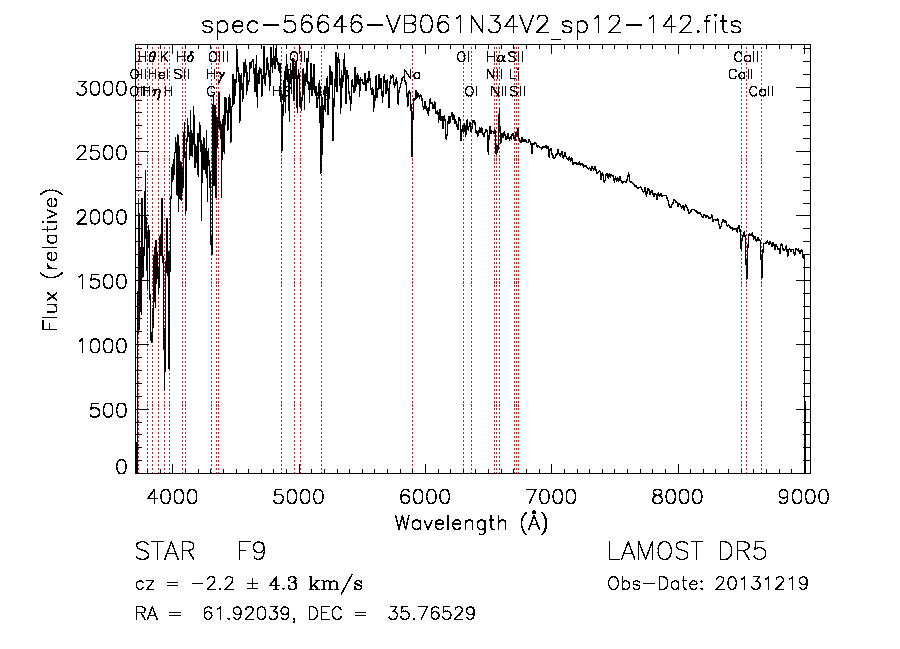 spec-56646-VB061N34V2_sp12-142.fits
Hθ K Hδ OIII OIII OI Hα SII CaII
OII HeI SII Hγ NII Li CaII
Hη H G Na OI NII SII CaII
3000
2500
2000
1500
1000
500
0
Flux (relative)
4000 5000 6000 7000 8000 9000
Wavelength (Å)
STAR F9 LAMOST DR5
cz = −2.2 ± 4.3 km/s Obs-Date: 20131219
RA = 61.92039, DEC = 35.76529